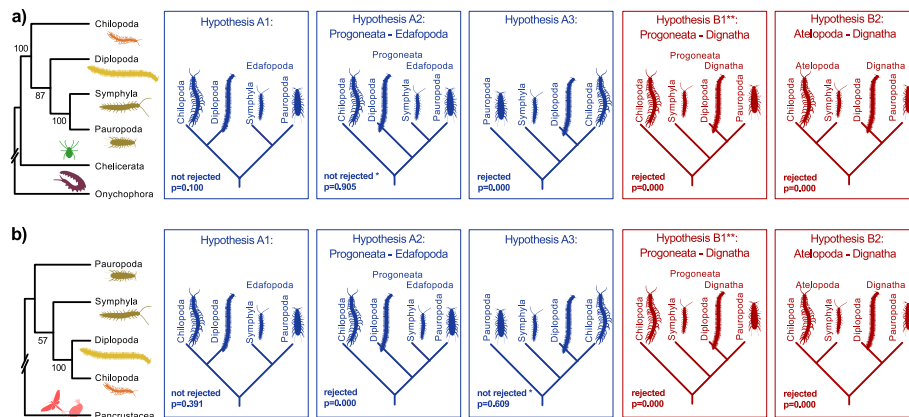 a)
Chilopoda
100
Diplopoda
87
Symphyla
100
Pauropoda
Chelicerata
Onychophora
Hypothesis A1:
Edafopoda
Chilopoda
Diplopoda
Symphyla
Pauropoda
not rejected
p=0.100
Hypothesis A2:
Progoneata - Edafopoda
Progoneata
Edafopoda
Chilopoda
Diplopoda
Symphyla
Pauropoda
not rejected *
p=0.905
Hypothesis A3:
Pauropoda
Symphyla
Diplopoda
Chilopoda
rejected
p=0.000
Hypothesis B1**:
Progoneata - Dignatha
Progoneata
Dignatha
Chilopoda
Symphyla
Diplopoda
Pauropoda
rejected
p=0.000
Hypothesis B2:
Atelopoda - Dignatha
Atelopoda
Dignatha
Chilopoda
Symphyla
Diplopoda
Pauropoda
rejected
p=0.000
b)
Pauropoda
Symphyla
57
Diplopoda
100
Chilopoda
Pancrustacea
Hypothesis A1:
Edafopoda
Chilopoda
Diplopoda
Symphyla
Pauropoda
not rejected
p=0.391
Hypothesis A2:
Progoneata - Edafopoda
Progoneata
Edafopoda
Chilopoda
Diplopoda
Symphyla
Pauropoda
rejected
p=0.000
Hypothesis A3:
Pauropoda
Symphyla
Diplopoda
Chilopoda
not rejected *
p=0.609
Hypothesis B1**:
Progoneata - Dignatha
Progoneata
Dignatha
Chilopoda
Symphyla
Diplopoda
Pauropoda
rejected
p=0.000
Hypothesis B2:
Atelopoda - Dignatha
Atelopoda
Dignatha
Chilopoda
Symphyla
Diplopoda
Pauropoda
rejected
p=0.000